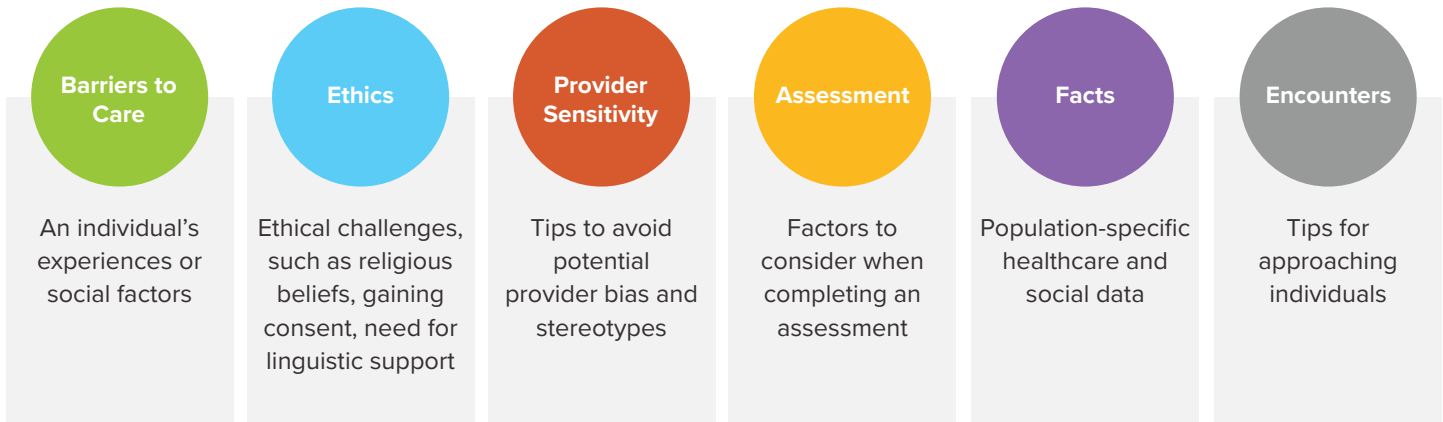 Barriers to
Care
An individual’s
experiences or
social factors
Ethics
Ethical challenges,
such as religious
beliefs, gaining
consent, need for
linguistic support
Provider
Sensitivity
Tips to avoid
potential
provider bias and
stereotypes
Assessment
Factors to
consider when
completing an
assessment
Facts
Population-specific
healthcare and
social data
Encounters
Tips for
approaching
individuals